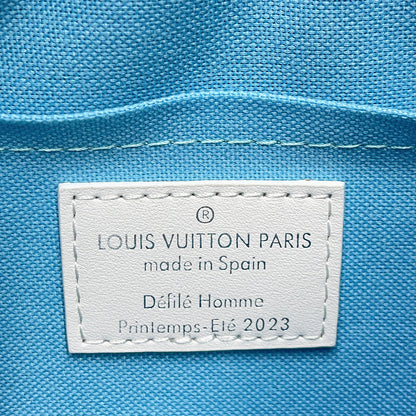 ®
LOUIS VUITTON PARIS
made in Spain
Défilé Homme
Printemps-Eté 2023